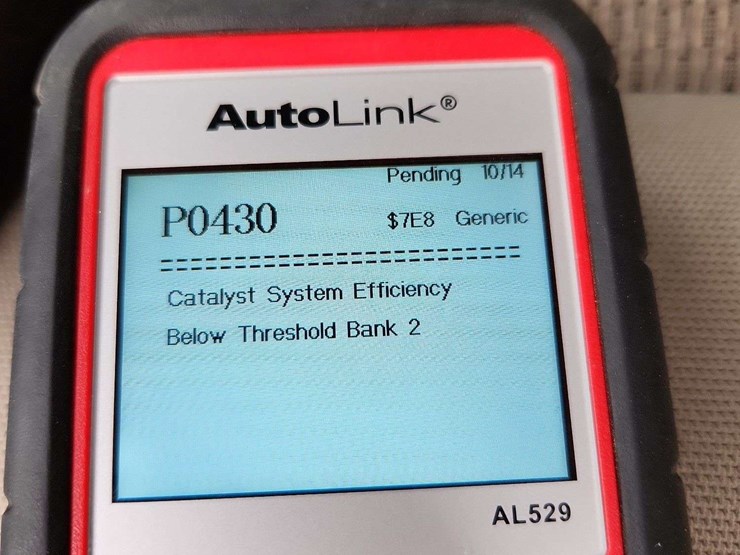 AutoLink®
Pending 10/14
P0430 $7E8 Generic
========================
Catalyst System Efficiency
Below Threshold Bank 2
AL529